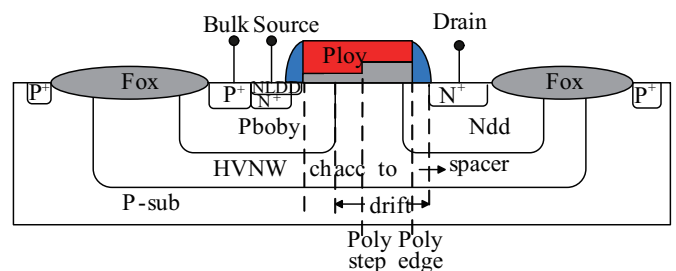 Bulk Source Drain
Ploy
Fox Fox
P+ P+ NLDD N+ N+ P+
Pboby Ndd
HVNW ch acc to spacer
P-sub drift
Poly step Poly edge